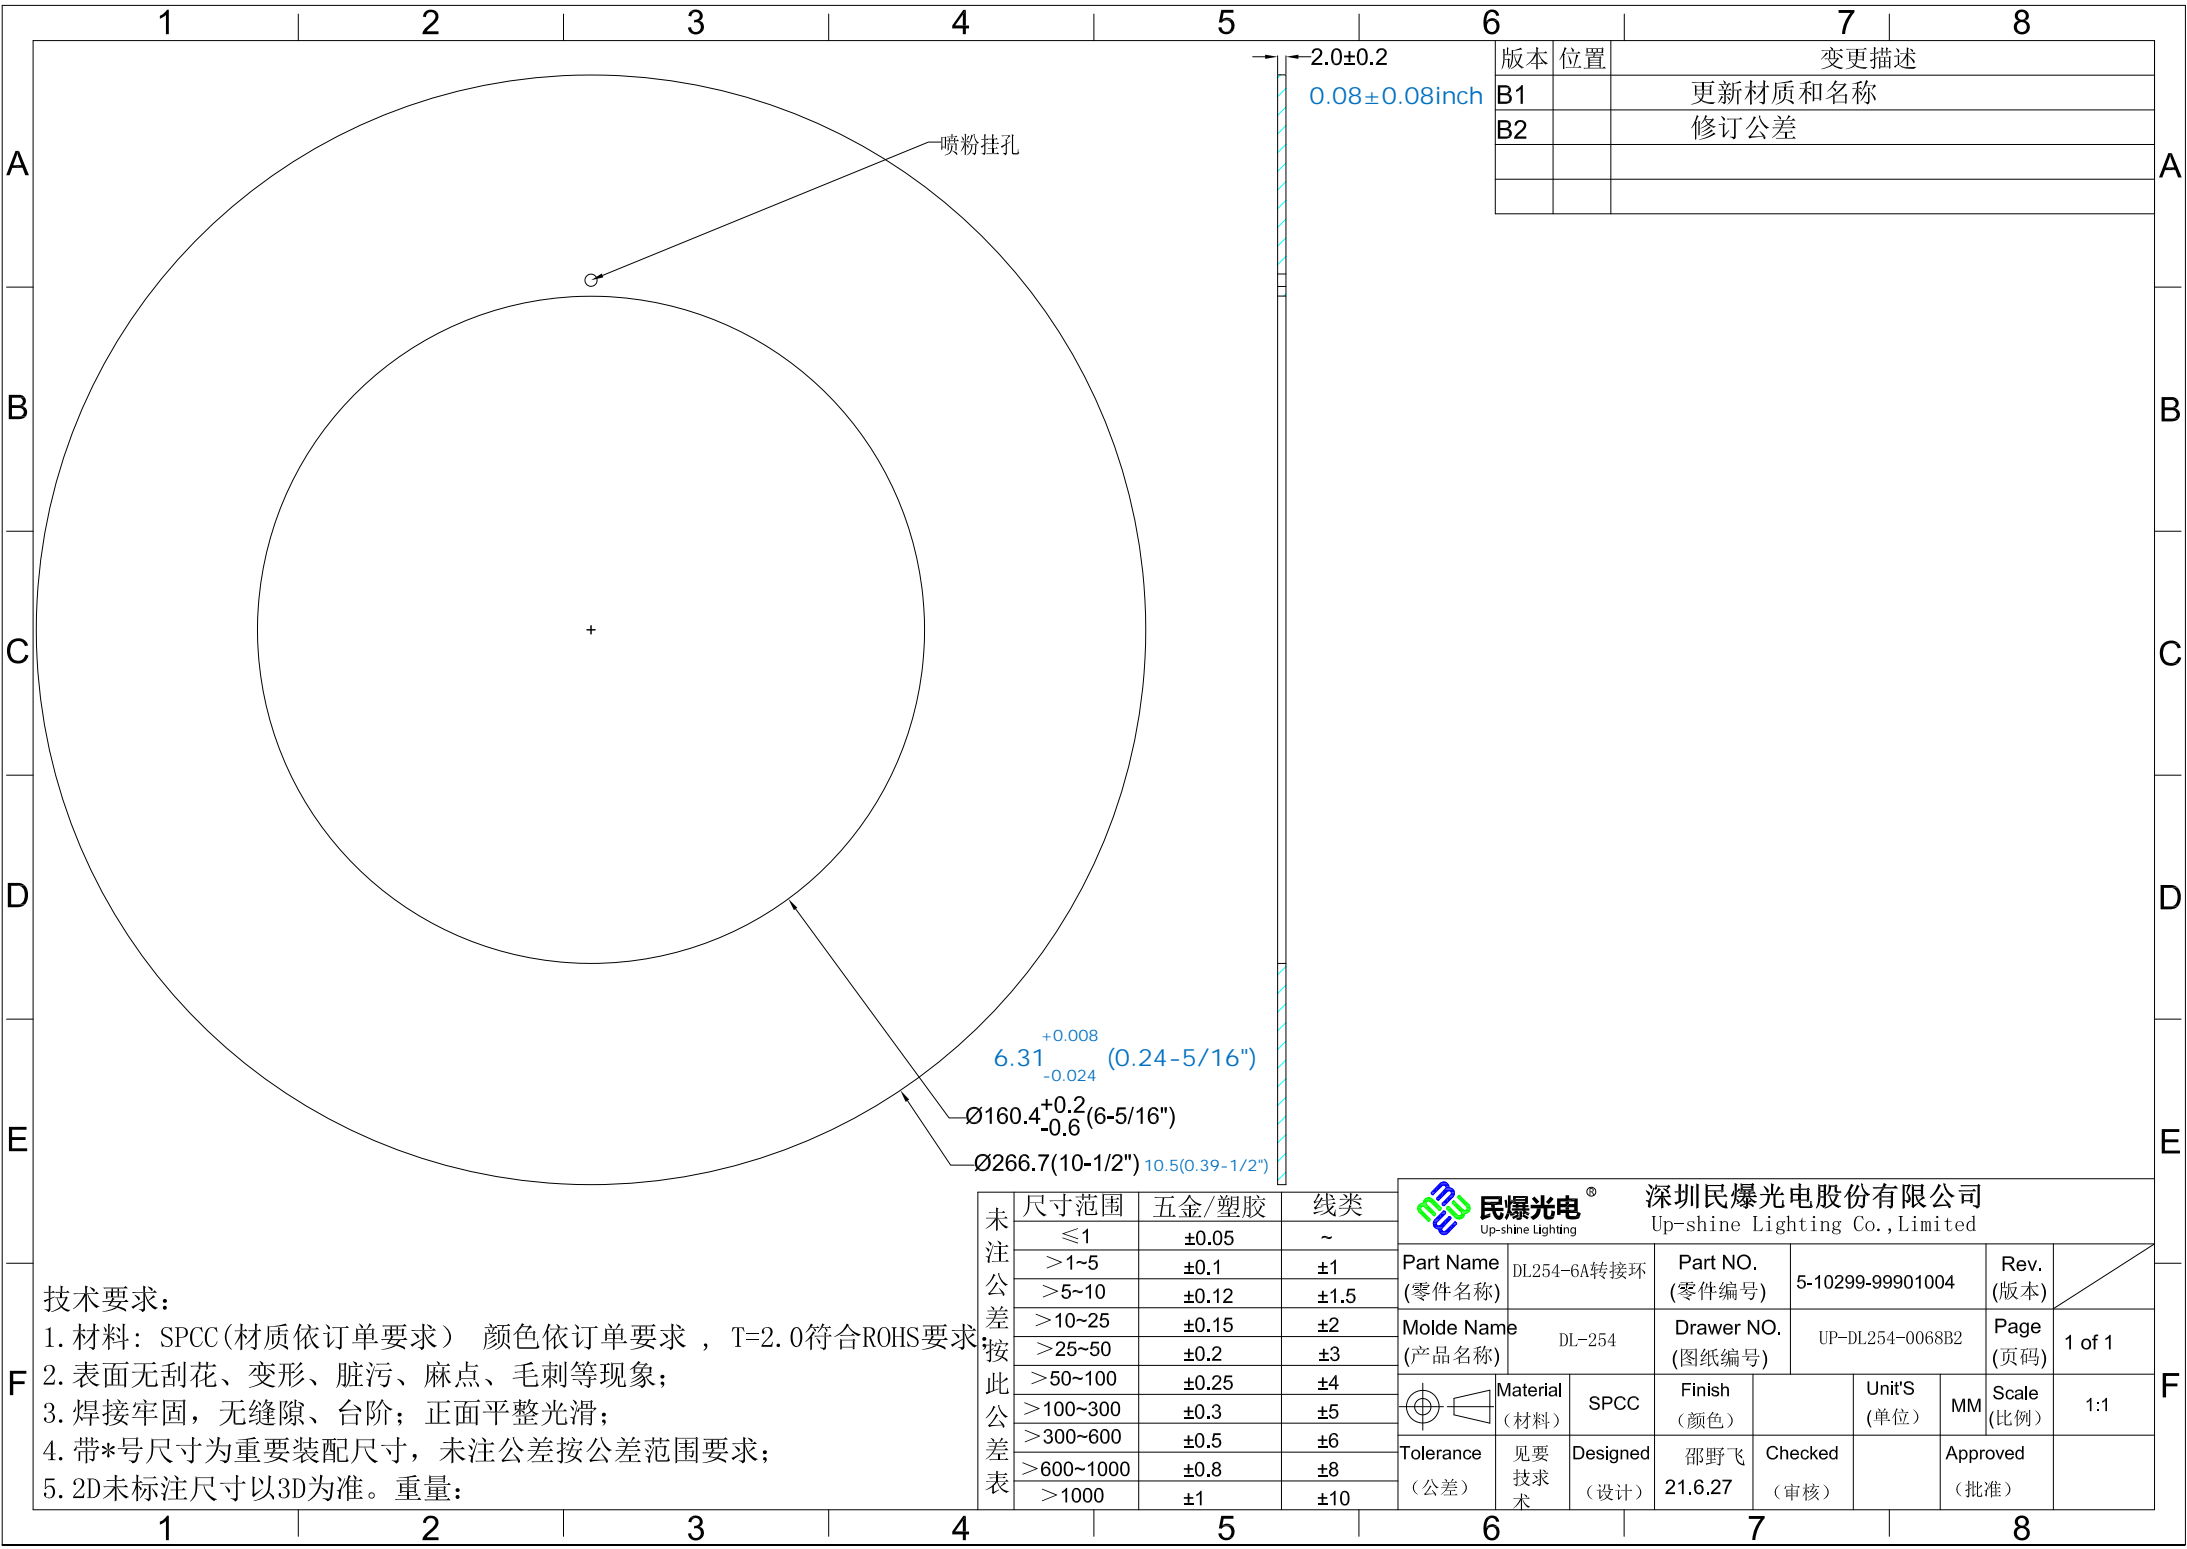 1 2 3 4 5 6 7 8
A
B
C
D
E
F
A
B
C
D
E
F
喷粉挂孔
2.0±0.2
0.08±0.08inch
版本 位置 变更描述
B1 更新材质和名称
B2 修订公差
+0.008
6.31 (0.24-5/16")
-0.024
+0.2
Ø160.4 (6-5/16")
-0.6
Ø266.7(10-1/2") 10.5(0.39-1/2")
技术要求:
1.材料: SPCC(材质依订单要求) 颜色依订单要求 , T=2.0符合ROHS要求;
2.表面无刮花、变形、脏污、麻点、毛刺等现象;
3.焊接牢固,无缝隙、台阶;正面平整光滑;
4.带*号尺寸为重要装配尺寸,未注公差按公差范围要求;
5.2D未标注尺寸以3D为准。重量:
未注公差按此公差表
尺寸范围 五金/塑胶 线类
≤1 ±0.05 ~
>1~5 ±0.1 ±1
>5~10 ±0.12 ±1.5
>10~25 ±0.15 ±2
>25~50 ±0.2 ±3
>50~100 ±0.25 ±4
>100~300 ±0.3 ±5
>300~600 ±0.5 ±6
>600~1000 ±0.8 ±8
>1000 ±1 ±10
民爆光电®
Up-shine Lighting
深圳民爆光电股份有限公司
Up-shine Lighting Co.,Limited
Part Name DL254-6A转接环 Part NO. 5-10299-99901004 Rev.
(零件名称) (零件编号) (版本)
Molde Name DL-254 Drawer NO. UP-DL254-0068B2 Page 1 of 1
(产品名称) (图纸编号) (页码)
Material SPCC Finish Unit'S MM Scale 1:1
(材料) (颜色) (单位) (比例)
Tolerance 见要 Designed 邵野飞 Checked Approved
技求
(公差) 术 (设计) 21.6.27 (审核) (批准)
1 2 3 4 5 6 7 8